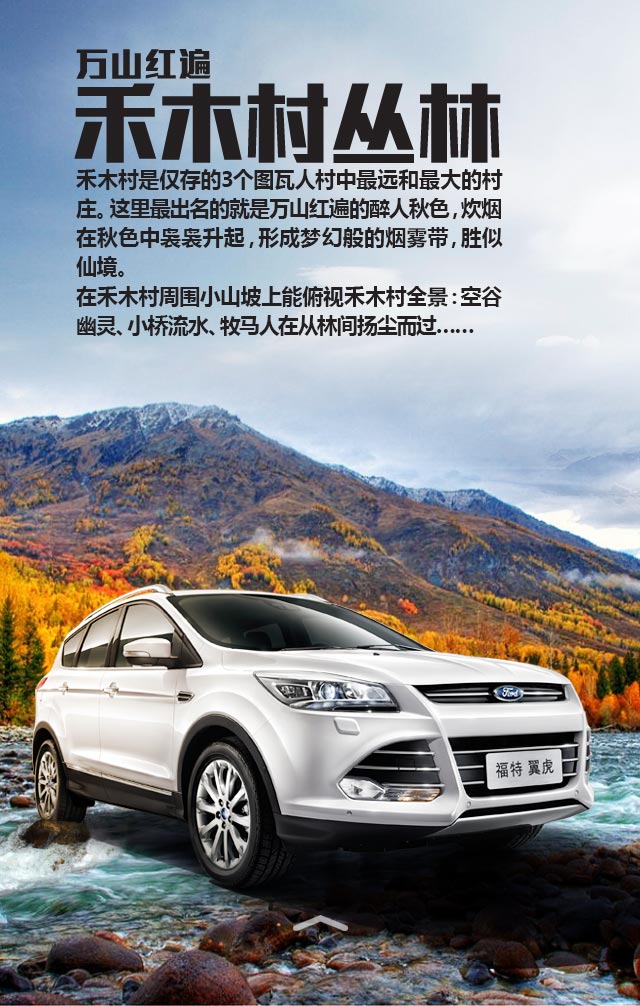 万山红遍
禾木村丛林
禾木村是仅存的3个图瓦人村中最远和最大的村
庄。这里最出名的就是万山红遍的醉人秋色，炊烟
在秋色中袅袅升起，形成梦幻般的烟雾带，胜似
仙境。
在禾木村周围小山坡上能俯视禾木村全景：空谷
幽灵、小桥流水、牧马人在从林间扬尘而过……
Ford
福特 翼虎